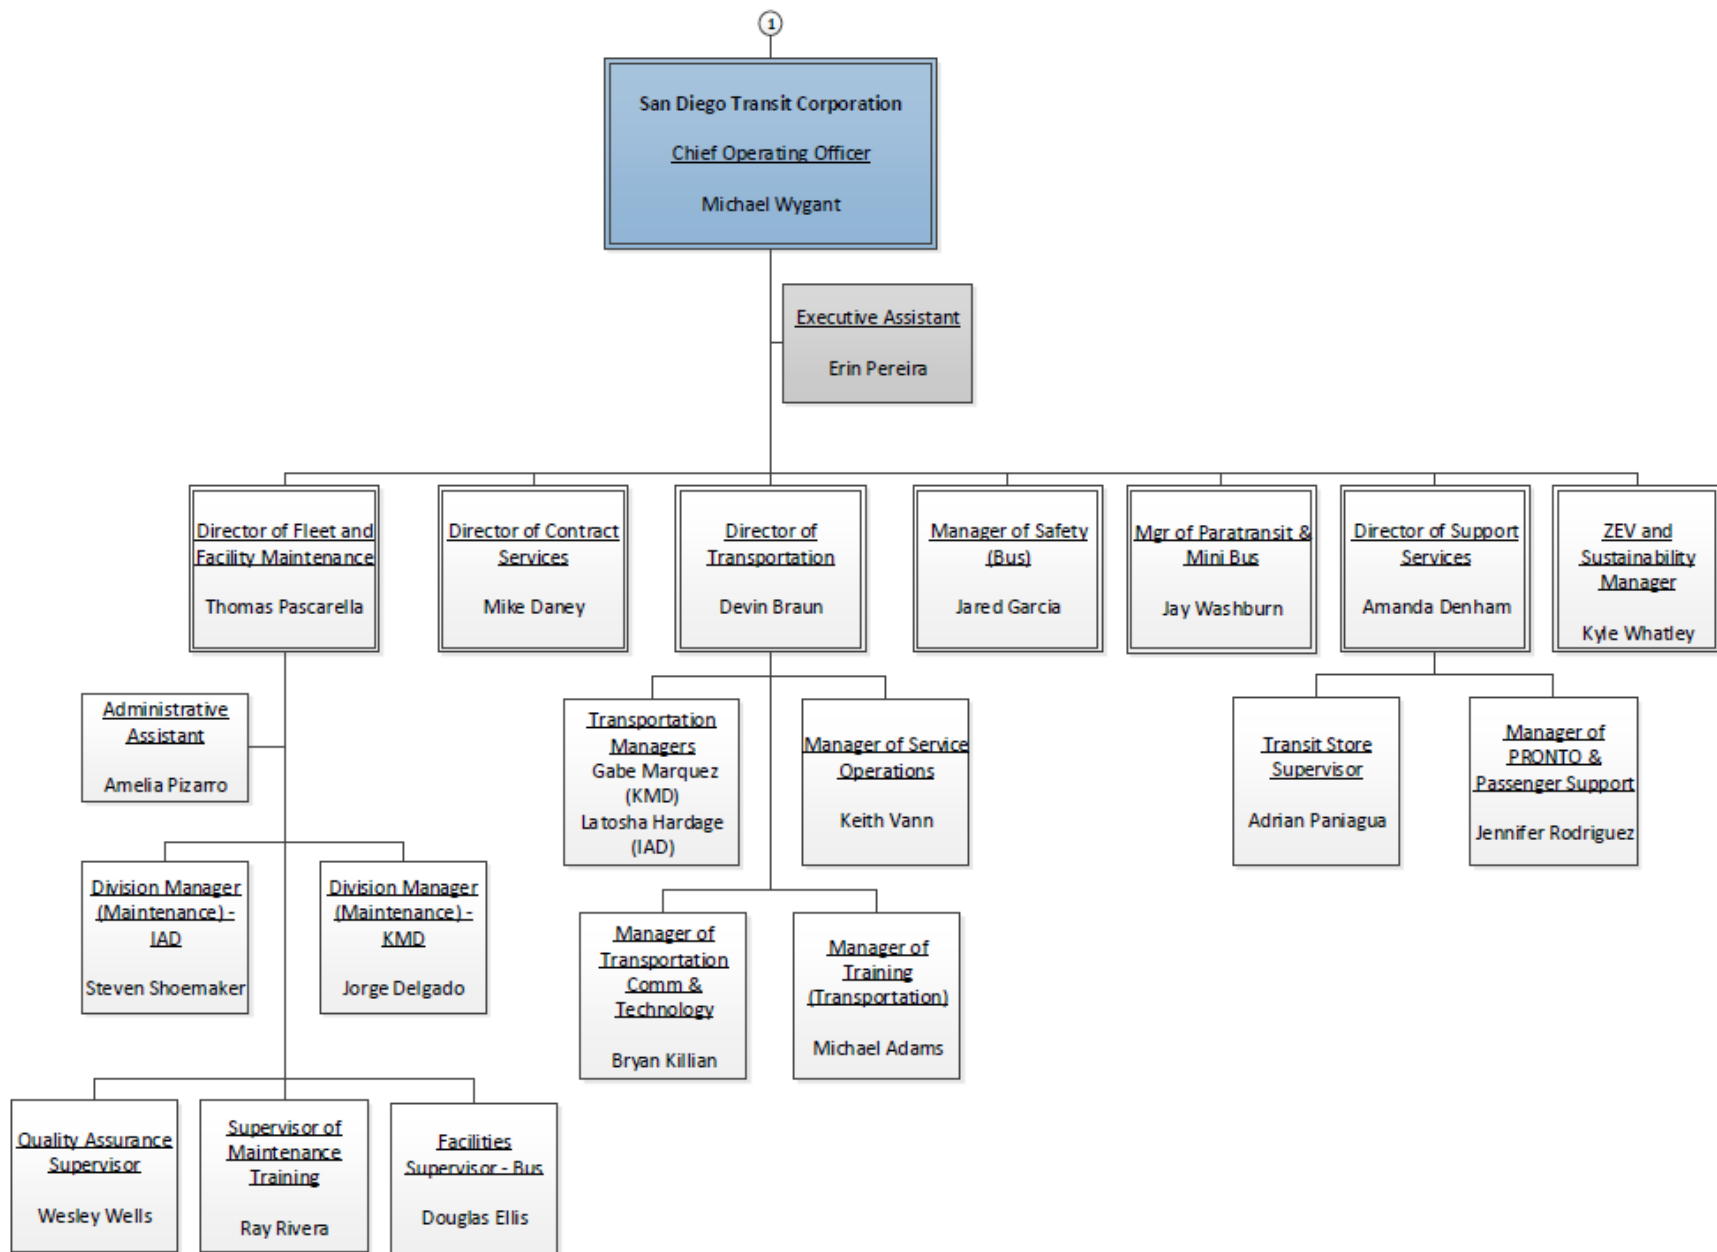 1
San Diego Transit Corporation
Chief Operating Officer
Michael Wygant
Executive Assistant
Erin Pereira
Director of Fleet and
Facility Maintenance
Thomas Pascarella
Director of Contract
Services
Mike Daney
Director of
Transportation
Devin Braun
Manager of Safety
(Bus)
Jared Garcia
Mgr of Paratransit &
Mini Bus
Jay Washburn
Director of Support
Services
Amanda Denham
ZEV and
Sustainability
Manager
Kyle Whatley
Administrative
Assistant
Amelia Pizarro
Transportation
Managers
Gabe Marquez
(KMD)
Latosha Hardage
(IAD)
Manager of Service
Operations
Keith Vann
Transit Store
Supervisor
Adrian Paniagua
Manager of
PRONTO &
Passenger Support
Jennifer Rodriguez
Division Manager
(Maintenance) -
IAD
Steven Shoemaker
Division Manager
(Maintenance) -
KMD
Jorge Delgado
Manager of
Transportation
Comm &
Technology
Bryan Killian
Manager of
Training
(Transportation)
Michael Adams
Quality Assurance
Supervisor
Wesley Wells
Supervisor of
Maintenance
Training
Ray Rivera
Facilities
Supervisor - Bus
Douglas Ellis